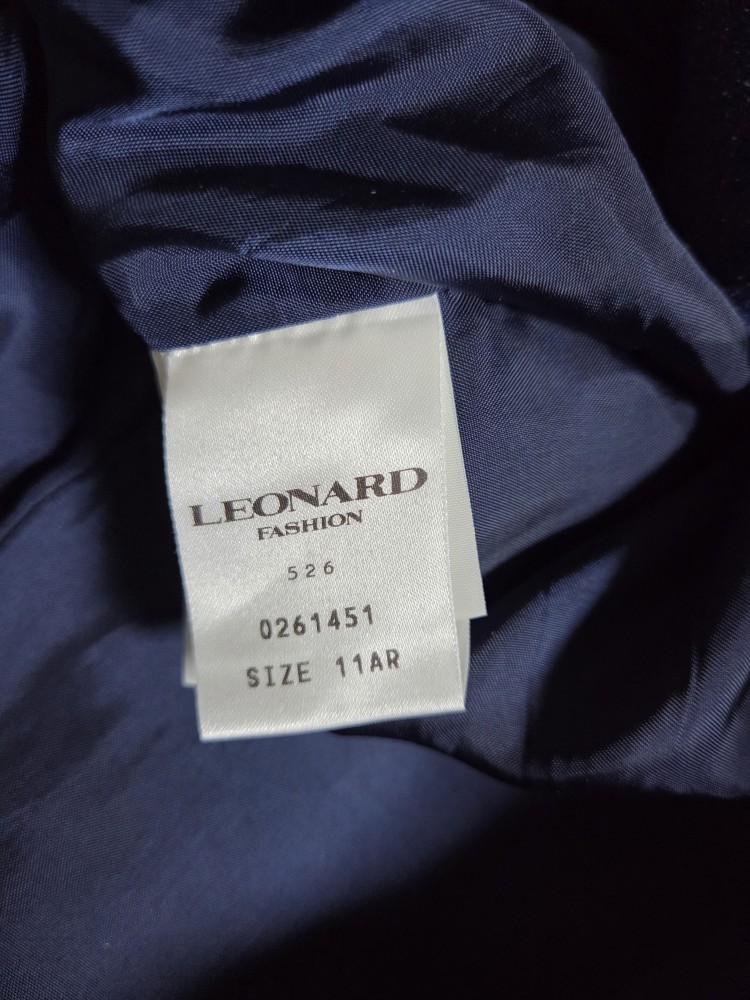 LEONARD
FASHION
526
0261451
SIZE 11AR